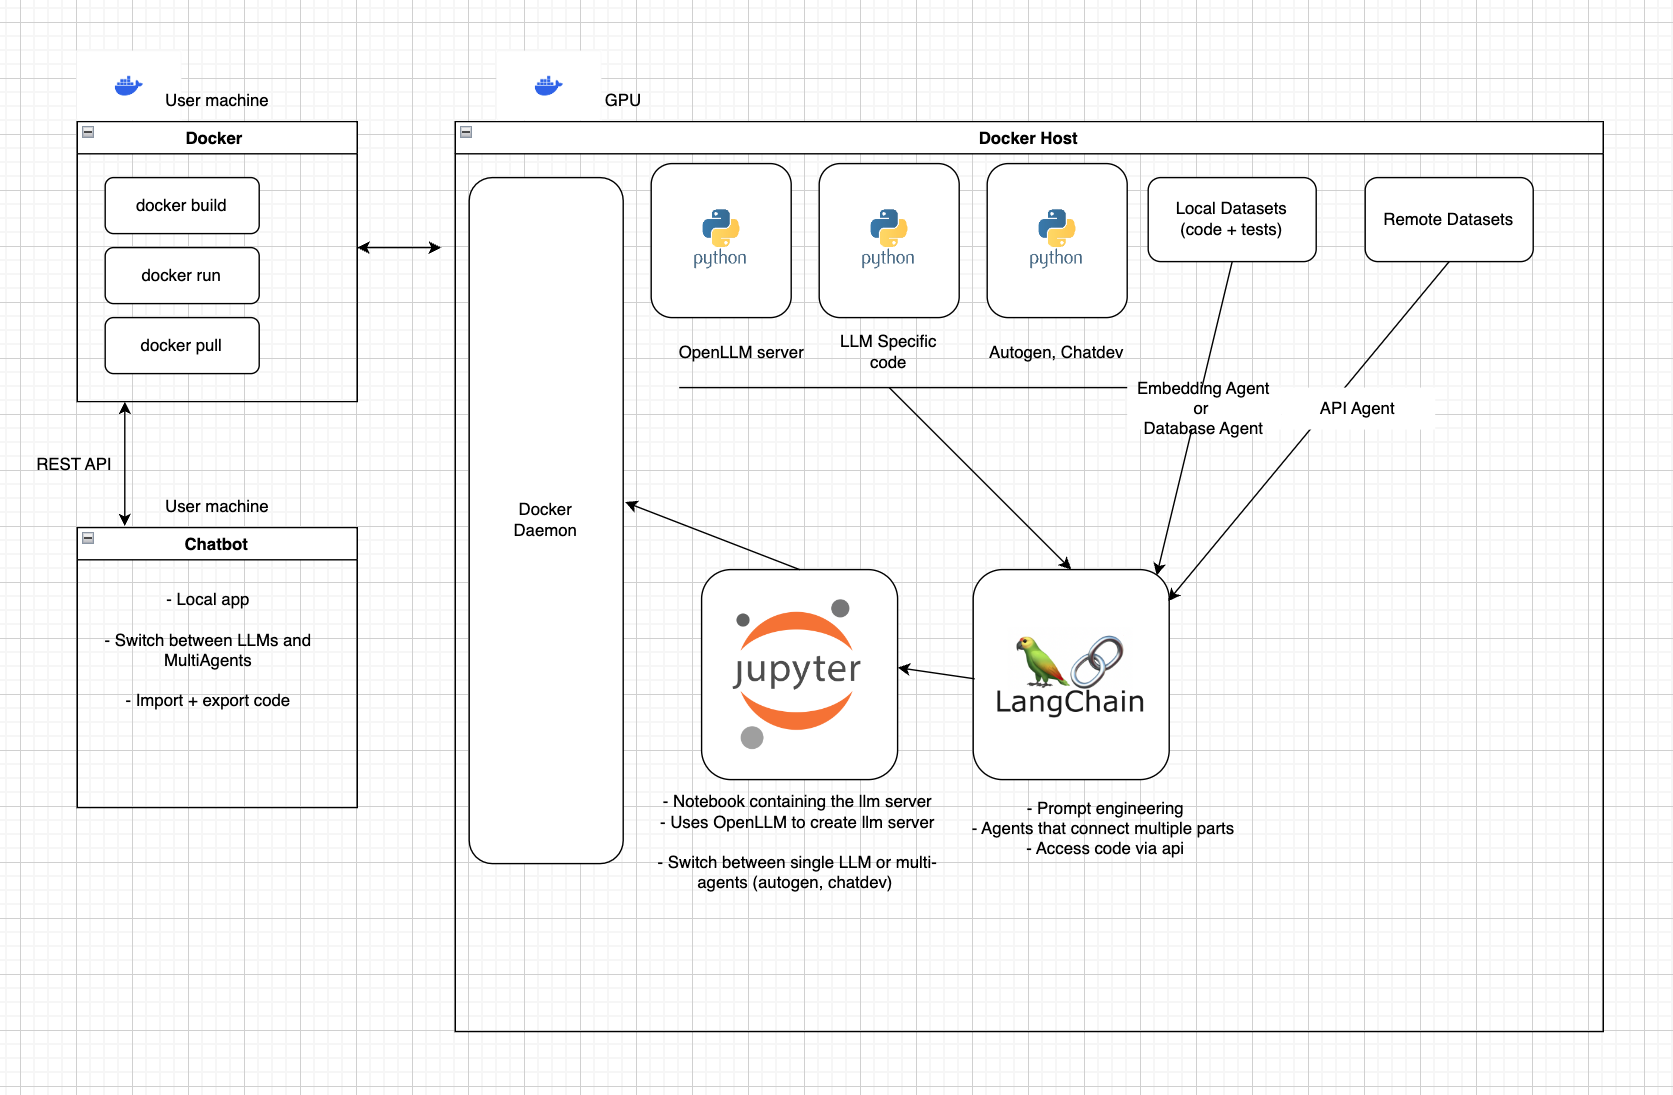 User machine
Docker
docker build
docker run
docker pull
REST API
User machine
Chatbot
- Local app
- Switch between LLMs and
MultiAgents
- Import + export code
GPU
Docker Host
Docker
Daemon
python
OpenLLM server
python
LLM Specific
code
python
Autogen, Chatdev
Local Datasets
(code + tests)
Remote Datasets
Embedding Agent
or
Database Agent
API Agent
jupyter
- Notebook containing the llm server
- Uses OpenLLM to create llm server
- Switch between single LLM or multi-
agents (autogen, chatdev)
LangChain
- Prompt engineering
- Agents that connect multiple parts
- Access code via api